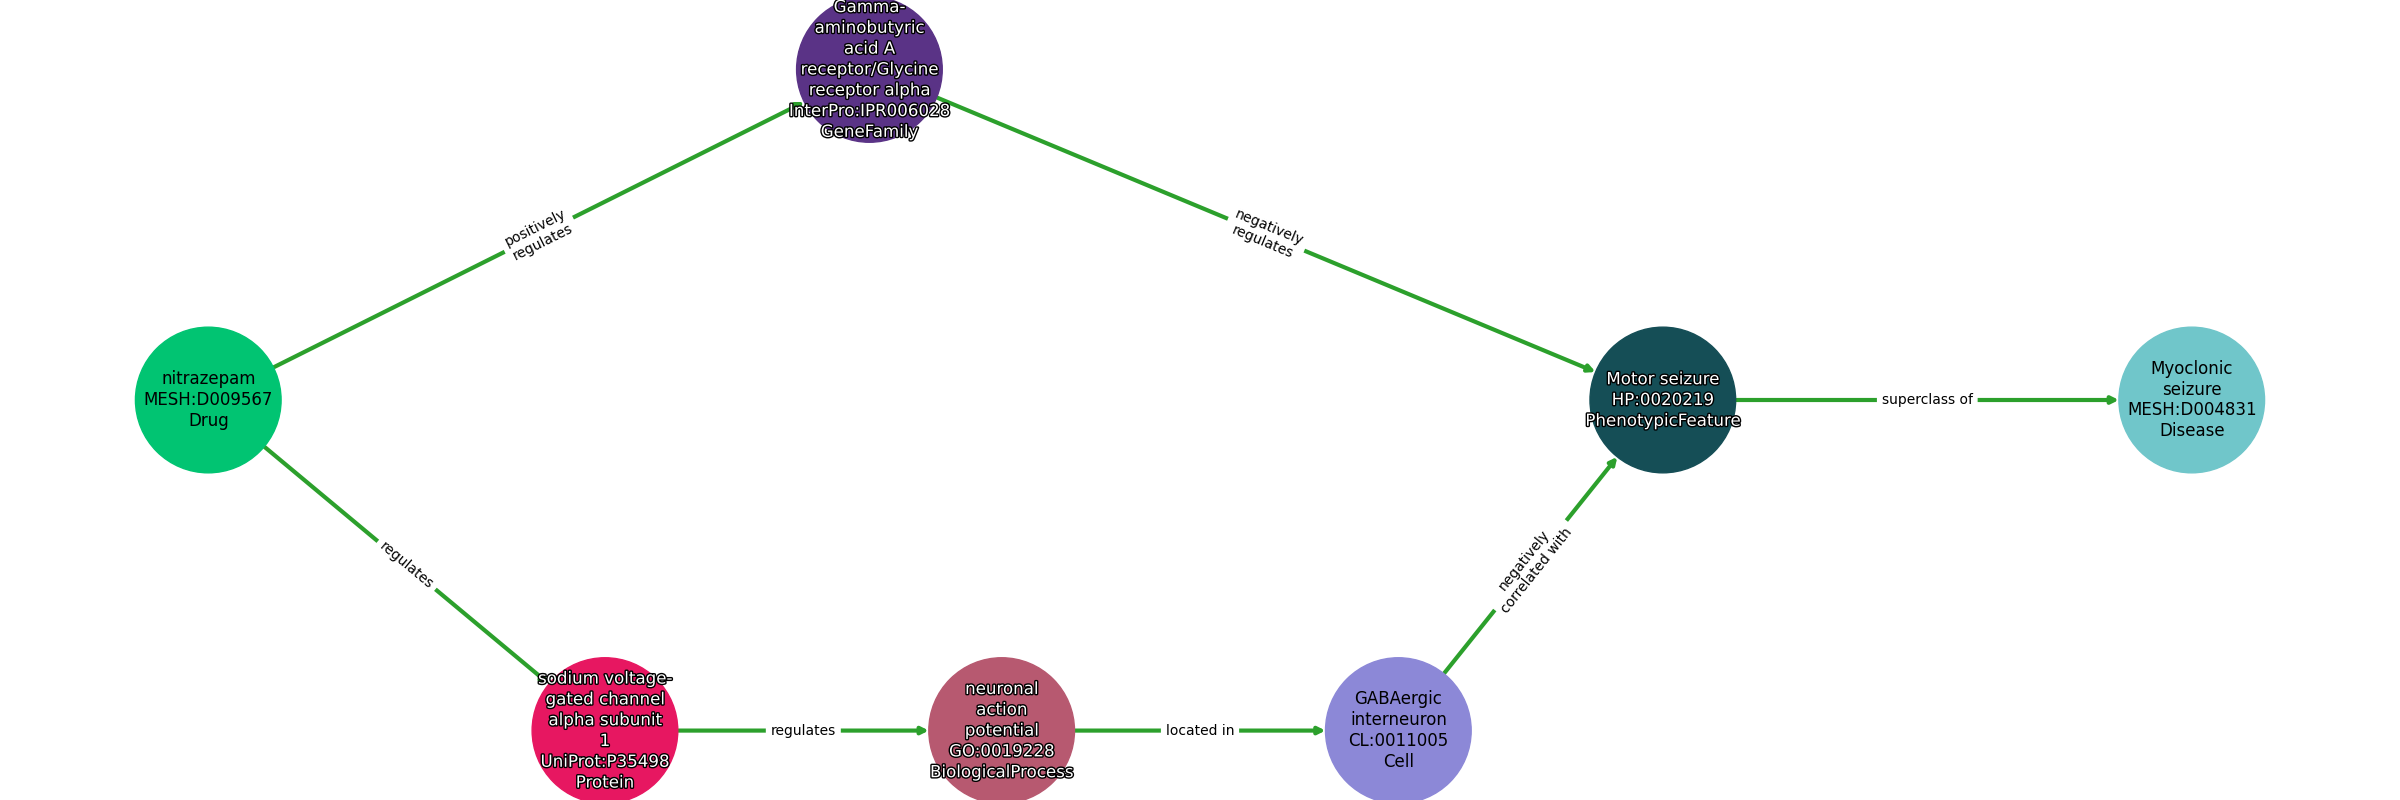 Gamma-
aminobutyric
acid A
receptor/Glycine
receptor alpha
InterPro:IPR006028
GeneFamily
positively
regulates
negatively
regulates
nitrazepam
MESH:D009567
Drug
Motor seizure
HP:0020219
PhenotypicFeature
superclass of
Myoclonic
seizure
MESH:D004831
Disease
regulates
negatively
correlated with
sodium voltage-
gated channel
alpha subunit
1
UniProt:P35498
Protein
regulates
neuronal
action
potential
GO:0019228
BiologicalProcess
located in
GABAergic
interneuron
CL:0011005
Cell